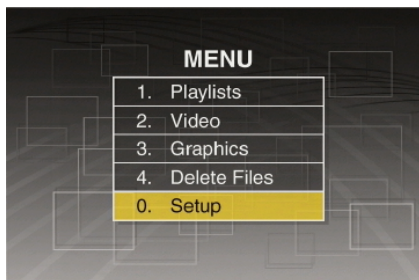 MENU
1. Playlists
2. Video
3. Graphics
4. Delete Files
0. Setup